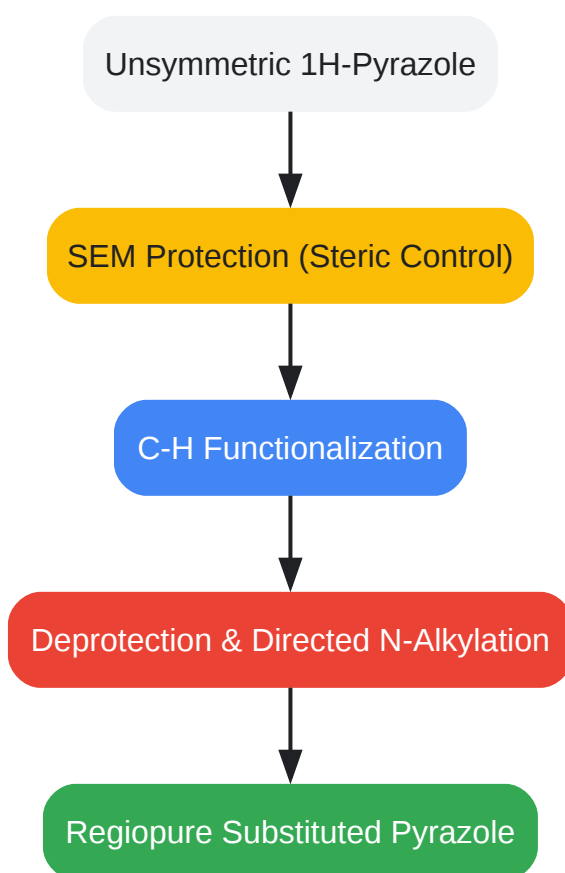 Unsymmetric 1H-Pyrazole
SEM Protection (Steric Control)
C-H Functionalization
Deprotection & Directed N-Alkylation
Regiopure Substituted Pyrazole